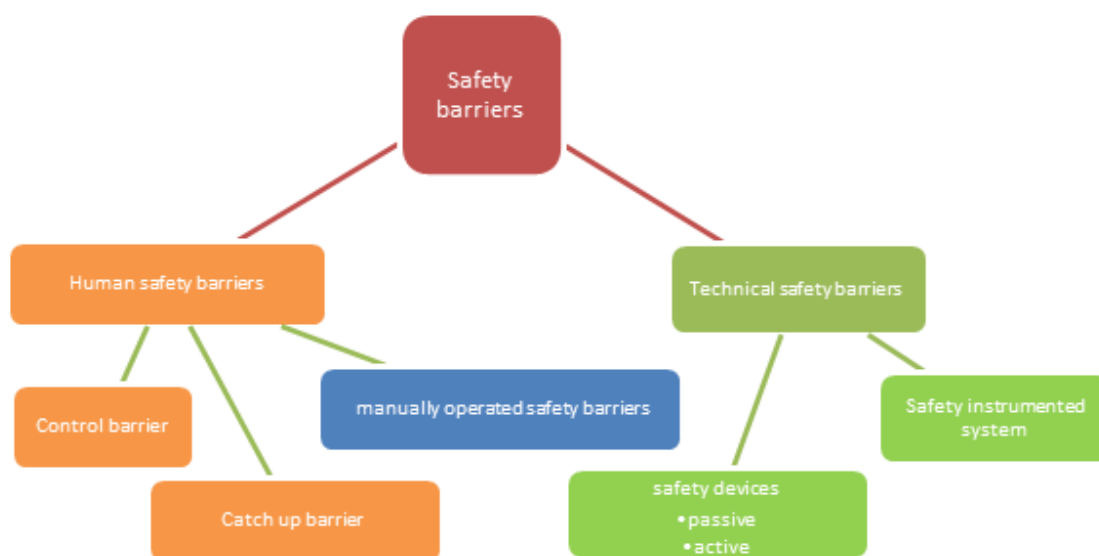 Safety
barriers
Human safety barriers
Technical safety barriers
Control barrier
manually operated safety barriers
Safety instrumented
system
Catch up barrier
safety devices
•passive
•active